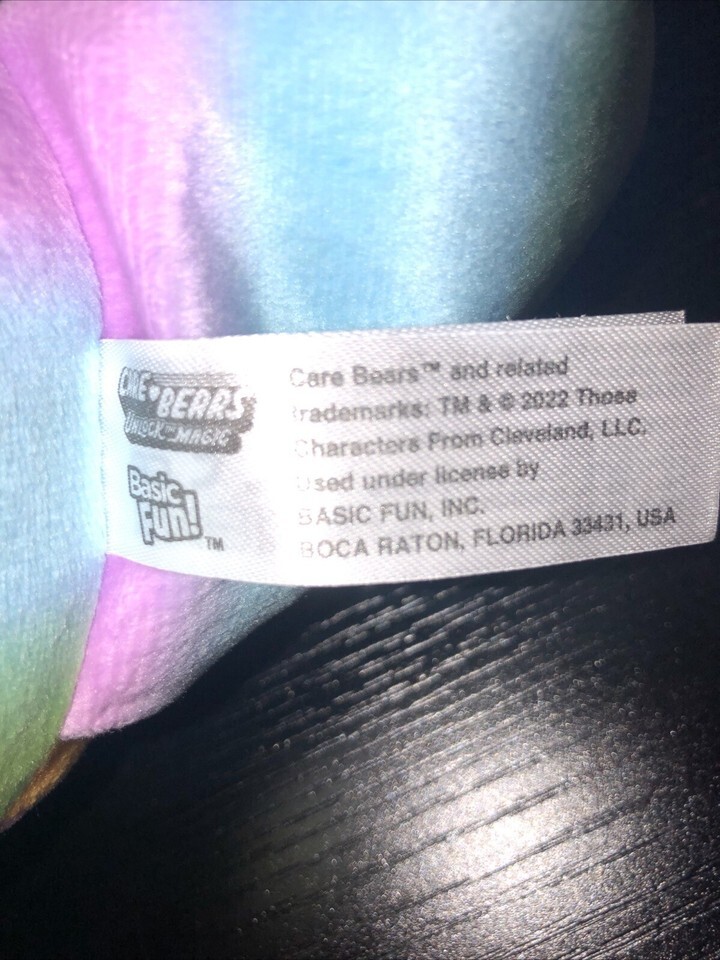 CARE BEARS
UNLOCK THE MAGIC
Basic
Fun!™
Care Bears™ and related
trademarks: TM & © 2022 Those
Characters From Cleveland, LLC.
Used under license by
BASIC FUN, INC.
BOCA RATON, FLORIDA 33431, USA